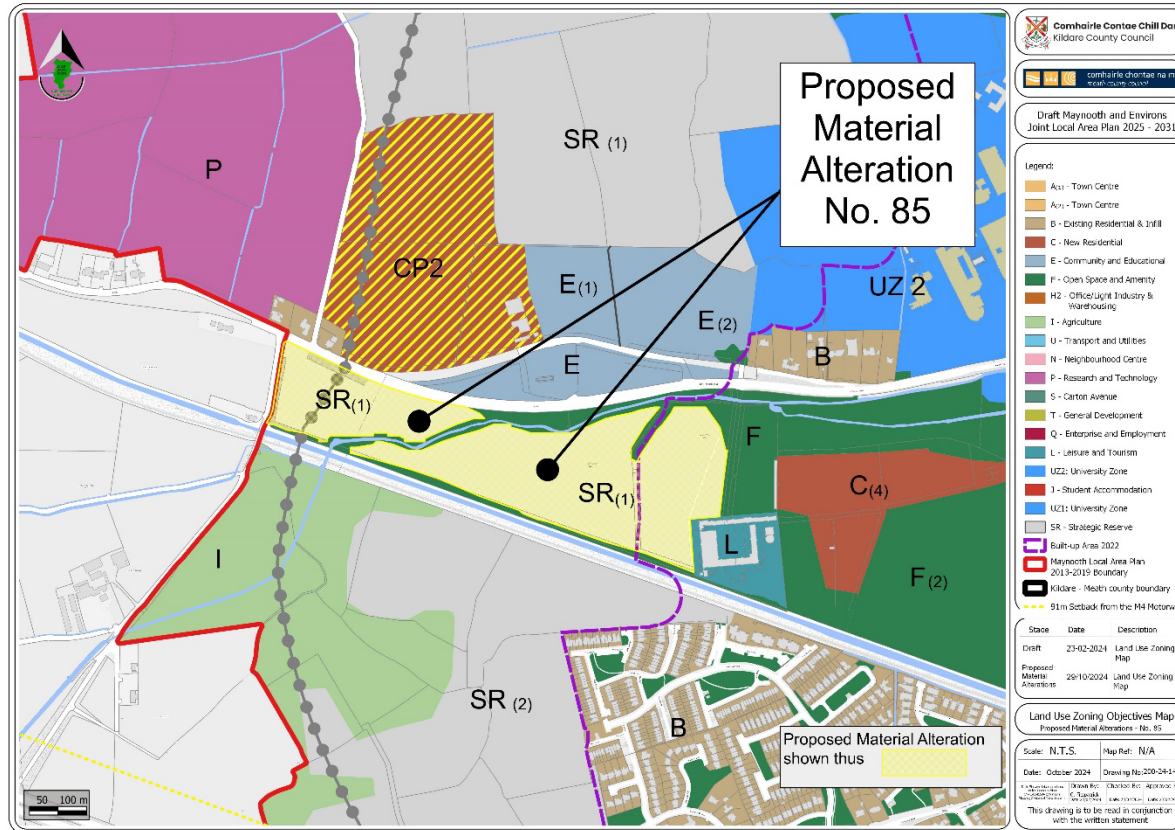 Proposed
Material
Alteration
No. 85
P
SR (1)
CP2
E(1)
E(2)
UZ 2
B
E
SR(1)
F
SR(1)
C(4)
L
I
F(2)
SR (2)
B
Proposed Material Alteration
shown thus
50 100 m
Comhairle Contae Chill Dar
Kildare County Council
comhairle chontae na m
meath county council
Draft Maynooth and Environs
Joint Local Area Plan 2025 - 2031
Legend:
A(1) - Town Centre
A(2) - Town Centre
B - Existing Residential & Infill
C - New Residential
E - Community and Educational
F - Open Space and Amenity
H2 - Office/Light Industry &
Warehousing
I - Agriculture
U - Transport and Utilities
N - Neighbourhood Centre
P - Research and Technology
S - Carton Avenue
T - General Development
Q - Enterprise and Employment
L - Leisure and Tourism
UZ2: University Zone
J - Student Accommodation
UZ1: University Zone
SR - Strategic Reserve
Built-up Area 2022
Maynooth Local Area Plan
2013-2019 Boundary
Kildare - Meath county boundary
91m Setback from the M4 Motorw
Stage Date Description
Draft 23-02-2024 Land Use Zoning
Map
Proposed
Material
Alterations 29/10/2024 Land Use Zoning
Map
Land Use Zoning Objectives Map
Proposed Material Alterations - No. 85
Scale: N.T.S. Map Ref: N/A
Date: October 2024 Drawing No: 200-24-1-
Drawn By: Checked By: Approved
This drawing is to be read in conjunction
with the written statement